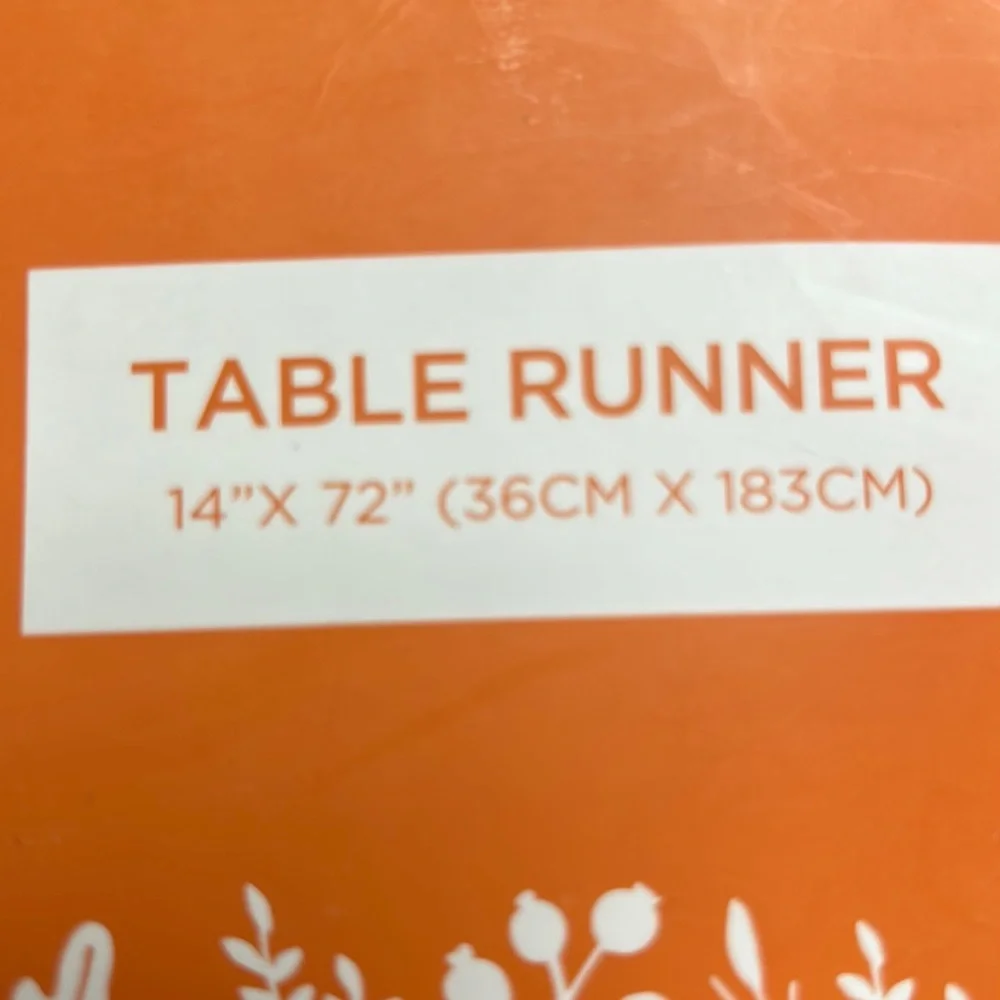 TABLE RUNNER
14”X 72” (36CM X 183CM)